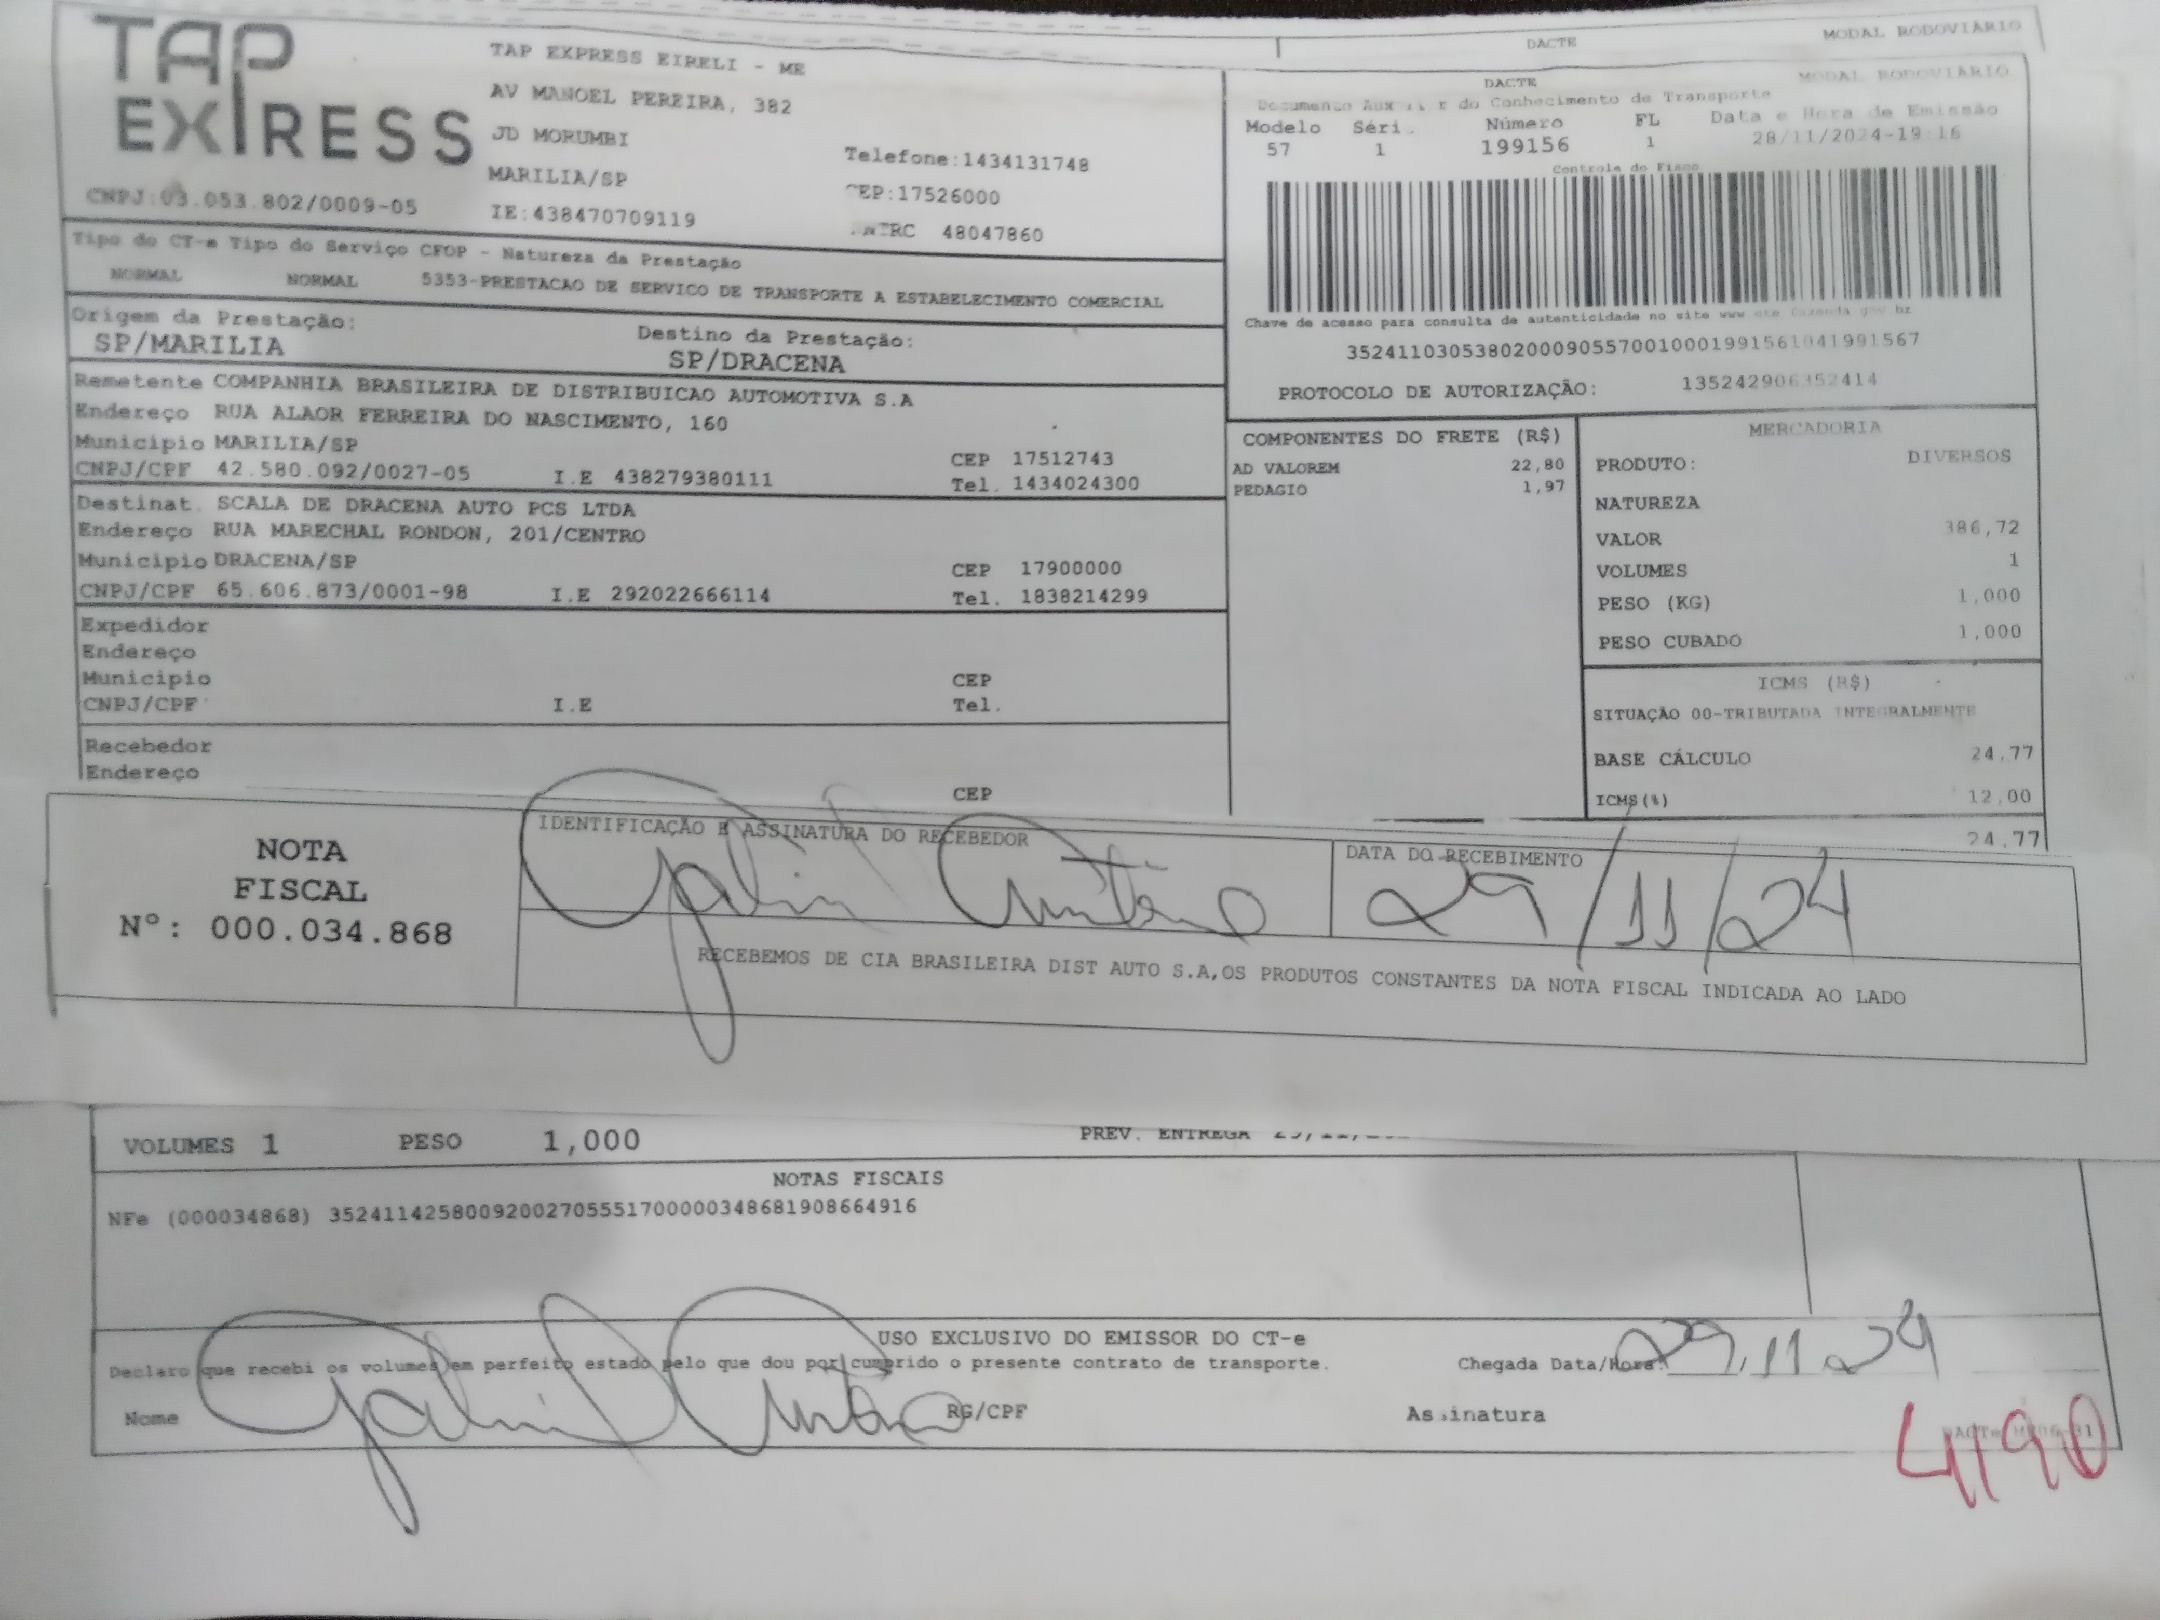 DACTE MODAL RODOVIÁRIO
TAP EXPRESS
TAP EXPRESS EIRELI - ME
AV MANOEL PEREIRA, 382
JD MORUMBI
MARILIA/SP
IE:438470709119
Telefone:1434131748
CEP:17526000
48047860
CNPJ:03.053.802/0009-05
DACTE MODAL RODOVIÁRIO
Documento do Conhecimento de Transporte
Modelo Número FL Data e Hora de Emissão
57 1 199156 1 28/11/2024-19:16
Controle do Fisco
Chave de acesso para consulta de autenticidade no site www cte fazenda gov br
35241103053802000905570010001991561041991567
PROTOCOLO DE AUTORIZAÇÃO: 135242906352414
Tipo do CT-e Tipo do Serviço CFOP - Natureza da Prestação
NORMAL NORMAL 5353-PRESTACAO DE SERVICO DE TRANSPORTE A ESTABELECIMENTO COMERCIAL
Origem da Prestação: Destino da Prestação:
SP/MARILIA SP/DRACENA
Remetente COMPANHIA BRASILEIRA DE DISTRIBUICAO AUTOMOTIVA S.A
Endereço RUA ALAOR FERREIRA DO NASCIMENTO, 160
Municipio MARILIA/SP CEP 17512743
CNPJ/CPF 42.580.092/0027-05 I.E 438279380111 Tel. 1434024300
Destinat. SCALA DE DRACENA AUTO PCS LTDA
Endereço RUA MARECHAL RONDON, 201/CENTRO
Municipio DRACENA/SP CEP 17900000
CNPJ/CPF 65.606.873/0001-98 I.E 292022666114 Tel. 1838214299
Expedidor
Endereço
Municipio CEP
CNPJ/CPF I.E Tel.
Recebedor
Endereço
CEP
COMPONENTES DO FRETE (R$)
AD VALOREM 22,80
PEDAGIO 1,97
MERCADORIA
PRODUTO: DIVERSOS
NATUREZA
VALOR 386,72
VOLUMES 1
PESO (KG) 1,000
PESO CUBADO 1,000
ICMS (R$)
SITUAÇÃO 00-TRIBUTADA INTEGRALMENTE
BASE CÁLCULO 24,77
ICMS(%) 12,00
24,77
NOTA
FISCAL
Nº: 000.034.868
IDENTIFICAÇÃO E ASSINATURA DO RECEBEDOR
DATA DO RECEBIMENTO
29/11/24
RECEBEMOS DE CIA BRASILEIRA DIST AUTO S.A,OS PRODUTOS CONSTANTES DA NOTA FISCAL INDICADA AO LADO
VOLUMES 1 PESO 1,000 PREV. ENTREGA
NOTAS FISCAIS
NFe (000034868) 35241142580092002705551700000348681908664916
USO EXCLUSIVO DO EMISSOR DO CT-e
Declaro que recebi os volumes em perfeito estado pelo que dou por cumprido o presente contrato de transporte. Chegada Data/Hora: 29,11,24
Nome RG/CPF Assinatura
4190